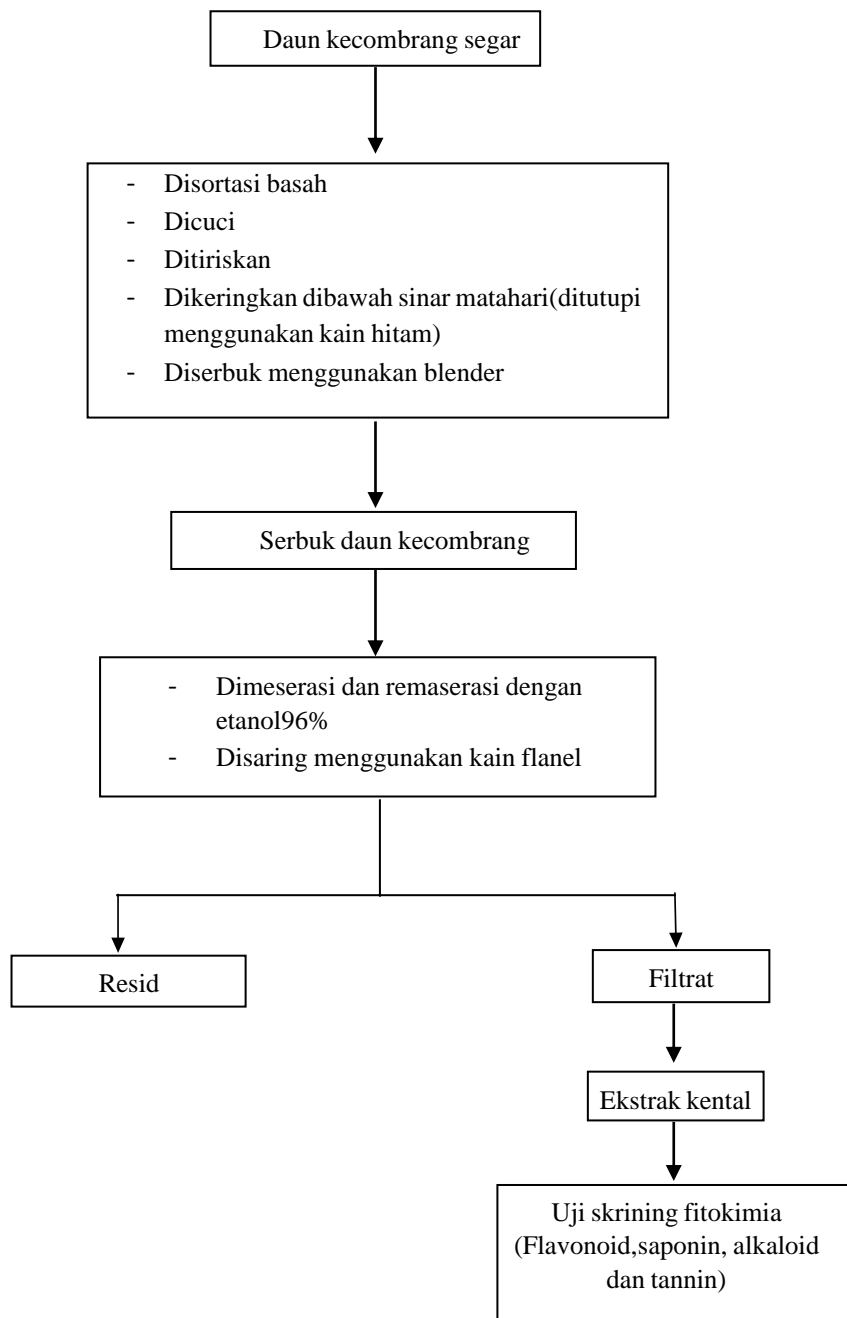 Daun kecombrang segar
- Disortasi basah
- Dicuci
- Ditiriskan
- Dikeringkan dibawah sinar matahari(ditutupi
menggunakan kain hitam)
- Diserbuk menggunakan blender
Serbuk daun kecombrang
- Dimeserasi dan remaserasi dengan
etanol96%
- Disaring menggunakan kain flanel
Resid
Filtrat
Ekstrak kental
Uji skrining fitokimia
(Flavonoid,saponin, alkaloid
dan tannin)